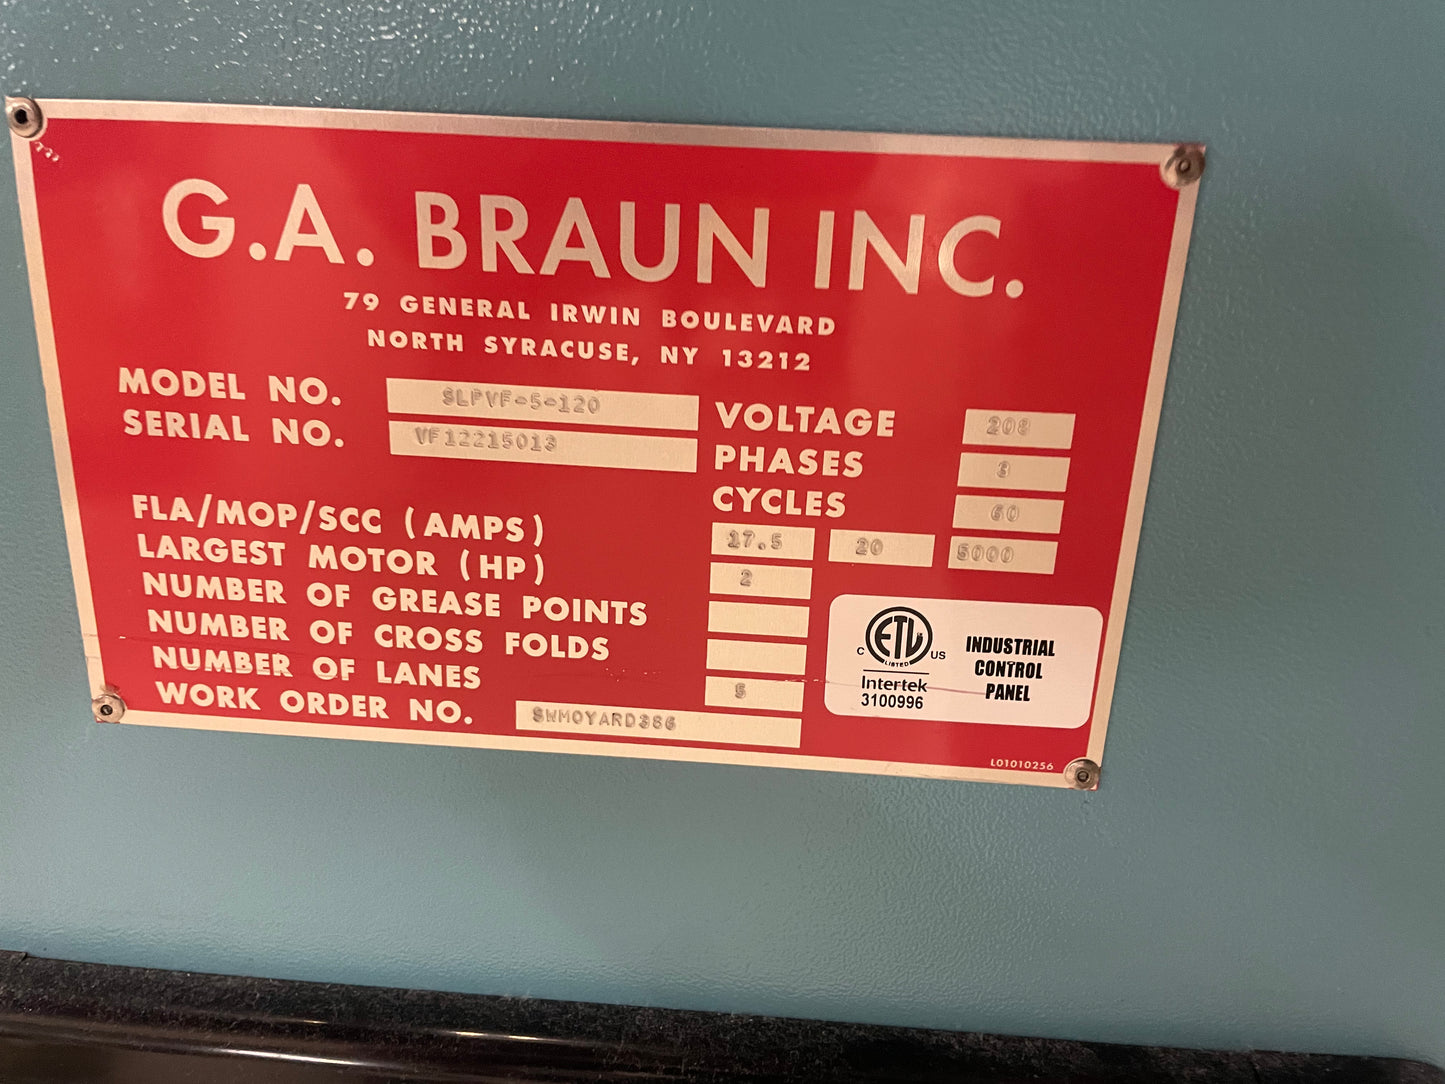 G.A. BRAUN INC.
79 GENERAL IRWIN BOULEVARD
NORTH SYRACUSE, NY 13212
MODEL NO. SLPVF-5-120
SERIAL NO. VF12215013
VOLTAGE 208
PHASES 3
CYCLES 60
FLA/MOP/SCC (AMPS) 17.5 20 5000
LARGEST MOTOR (HP) 2
NUMBER OF GREASE POINTS
NUMBER OF CROSS FOLDS
NUMBER OF LANES 5
WORK ORDER NO. SWMOYARD386
C ETL US
LISTED
Intertek
3100996
INDUSTRIAL
CONTROL
PANEL
L01010256